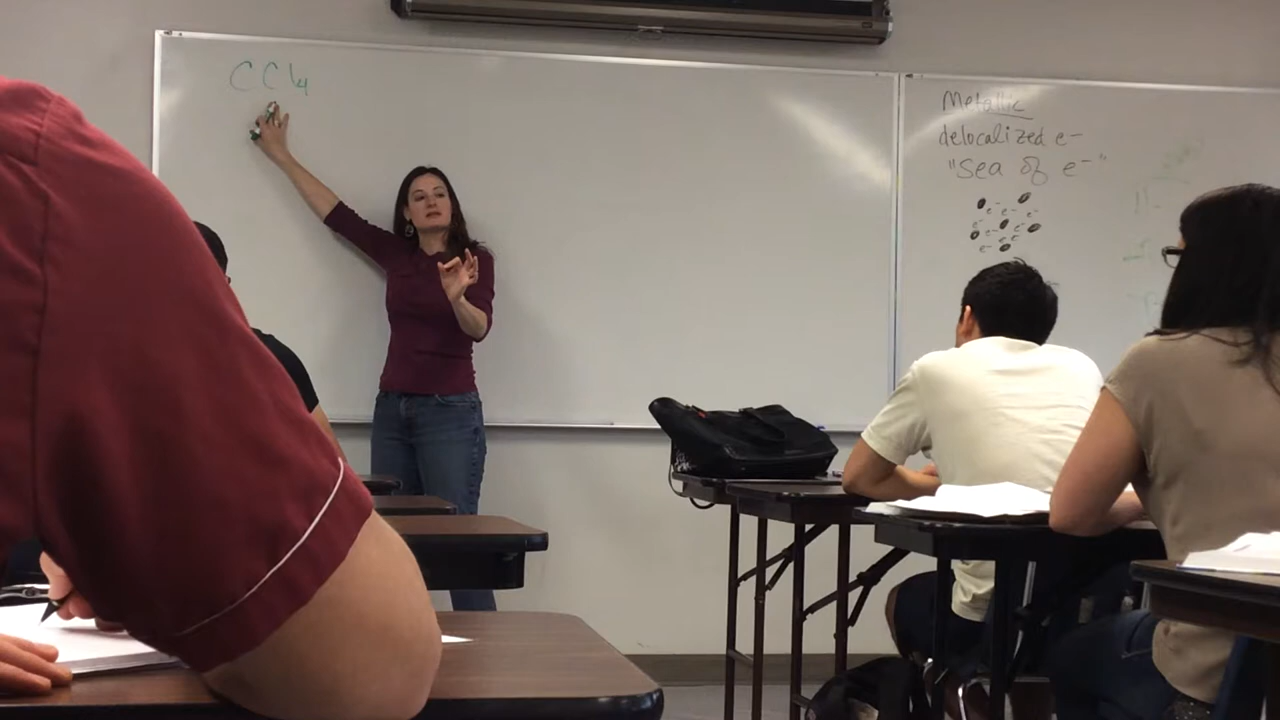 CCl4
Metallic
delocalized e-
"Sea of e-"
e-
e- e-
e- e- e-
e- e-
e-